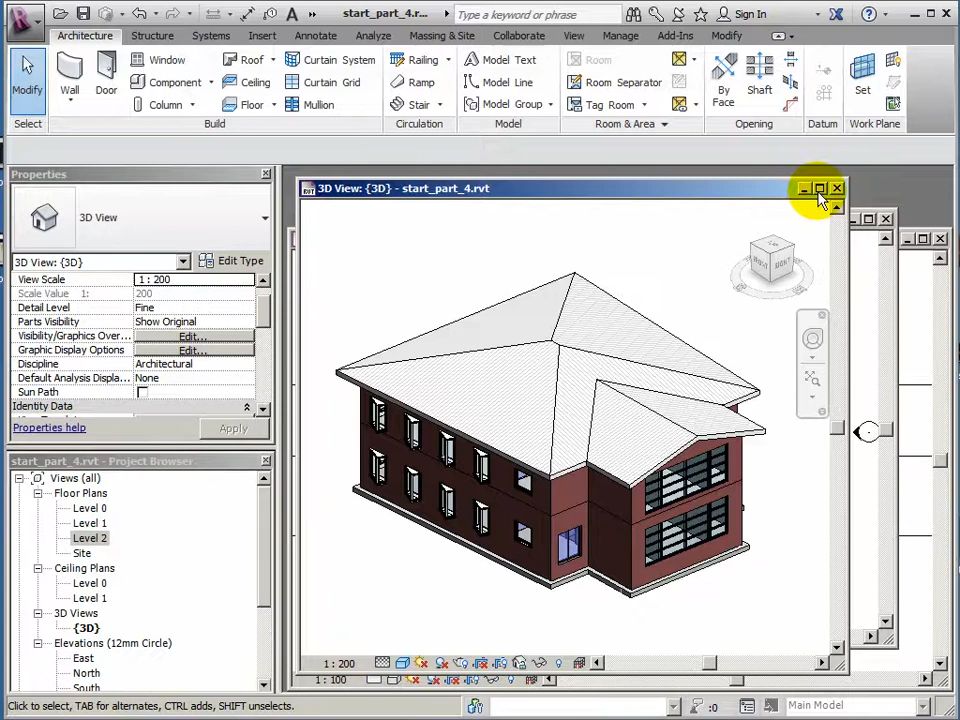 start_part_4.r...
Type a keyword or phrase
Sign In
Architecture Structure Systems Insert Annotate Analyze Massing & Site Collaborate View Manage Add-Ins Modify
Modify
Wall
Door
Window
Component
Column
Roof
Ceiling
Floor
Curtain System
Curtain Grid
Mullion
Railing
Ramp
Stair
Model Text
Model Line
Model Group
Room
Room Separator
Tag Room
By
Face
Shaft
Set
Select Build Circulation Model Room & Area Opening Datum Work Plane
Properties
3D View
3D View: {3D} Edit Type
View Scale 1 : 200
Scale Value 1: 200
Detail Level Fine
Parts Visibility Show Original
Visibility/Graphics Over... Edit...
Graphic Display Options Edit...
Discipline Architectural
Default Analysis Displa... None
Sun Path
Identity Data
Properties help Apply
start_part_4.rvt - Project Browser
Views (all)
Floor Plans
Level 0
Level 1
Level 2
Site
Ceiling Plans
Level 0
Level 1
3D Views
{3D}
Elevations (12mm Circle)
East
North
South
3D View: {3D} - start_part_4.rvt
1 : 200
1 : 100
Click to select, TAB for alternates, CTRL adds, SHIFT unselects.
:0
Main Model